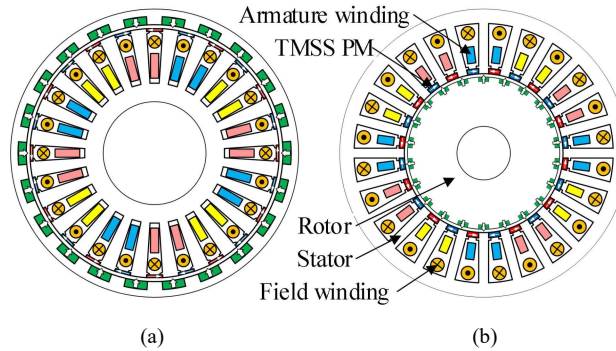 Armature winding
TMSS PM
Rotor
Stator
Field winding
(a)
(b)